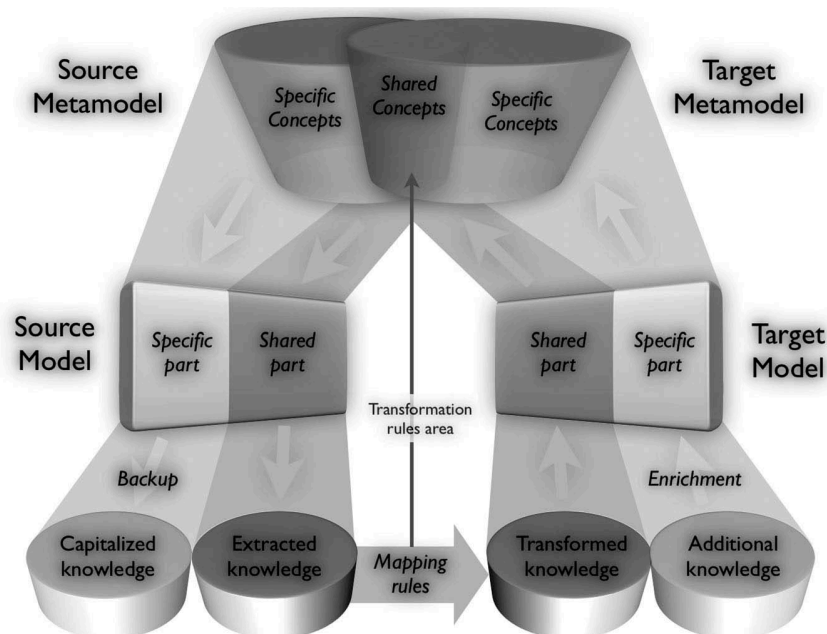 Source
Metamodel
Specific
Concepts
Shared
Concepts
Specific
Concepts
Target
Metamodel
Source
Model
Specific
part
Shared
part
Transformation
rules area
Shared
part
Specific
part
Target
Model
Backup
Enrichment
Capitalized
knowledge
Extracted
knowledge
Mapping
rules
Transformed
knowledge
Additional
knowledge